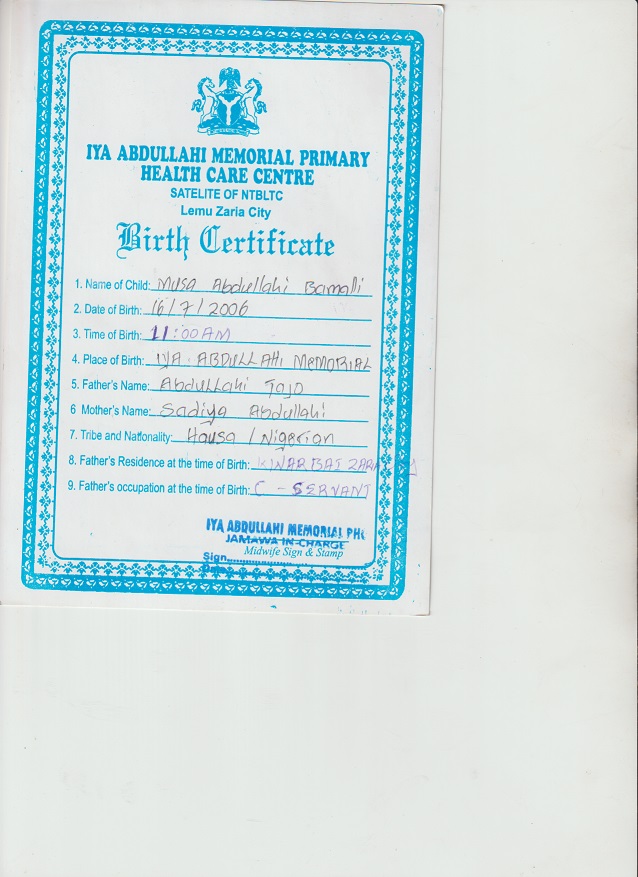 IYA ABDULLAHI MEMORIAL PRIMARY
HEALTH CARE CENTRE
SATELITE OF NTBLTC
Lemu Zaria City
Birth Certificate
1. Name of Child: Musa Abdullahi Bamalli
2. Date of Birth: 16/7/2006
3. Time of Birth: 11:00AM
4. Place of Birth: IYA ABDULLAHI MEMORIAL
5. Father's Name: Abdullahi Tajo
6 Mother's Name: Sadiya Abdullahi
7. Tribe and Nationality: Hausa / Nigerian
8. Father's Residence at the time of Birth:
9. Father's occupation at the time of Birth: C - SERVANT
IYA ABDULLAHI MEMORIAL PHC
JAMAWA IN-CHARGE
Midwife Sign & Stamp
Sign
Date